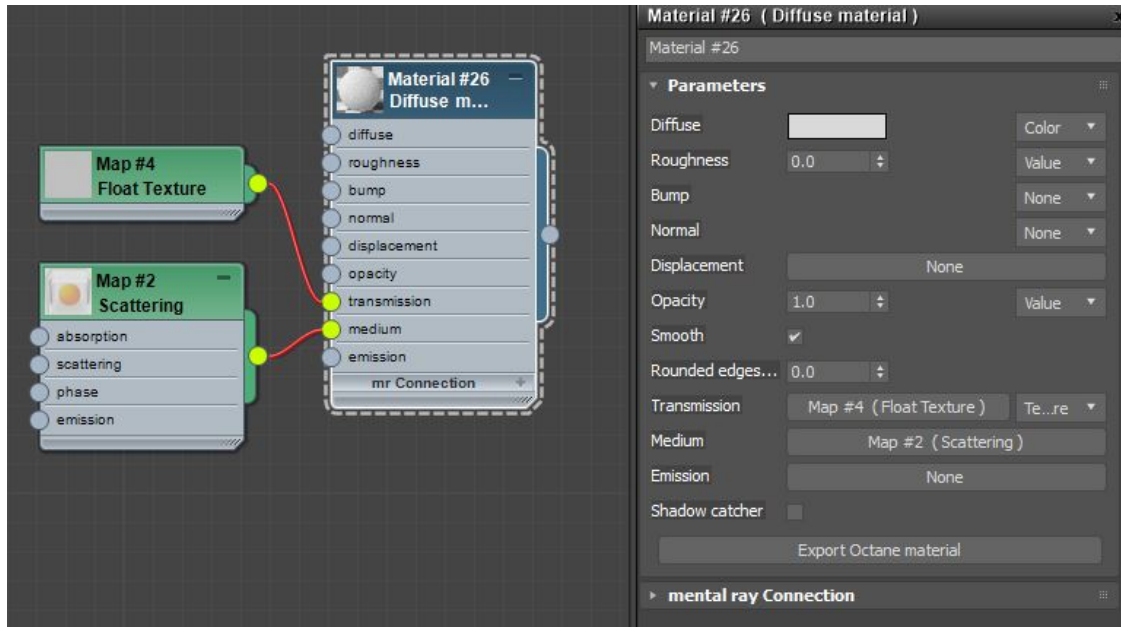 Material #26
Diffuse m...
diffuse
roughness
bump
normal
displacement
opacity
transmission
medium
emission
mr Connection
Map #4
Float Texture
Map #2
Scattering
absorption
scattering
phase
emission
Material #26 ( Diffuse material )
Material #26
Parameters
Diffuse Color
Roughness 0.0 Value
Bump None
Normal None
Displacement None
Opacity 1.0 Value
Smooth
Rounded edges... 0.0
Transmission Map #4 ( Float Texture ) Te...re
Medium Map #2 ( Scattering )
Emission None
Shadow catcher
Export Octane material
mental ray Connection